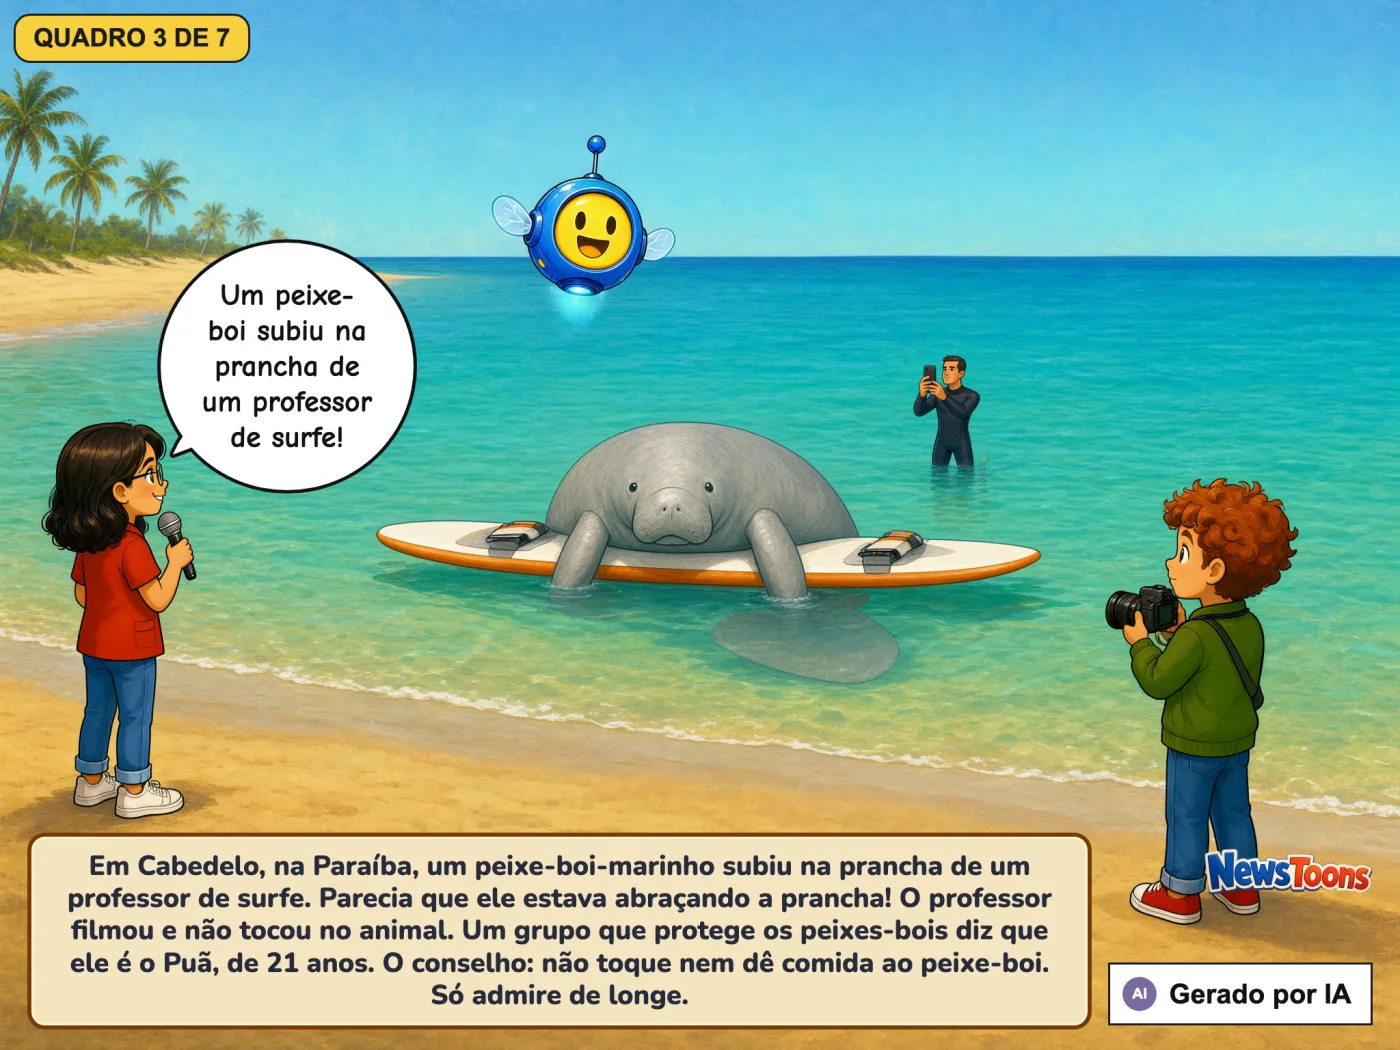 QUADRO 3 DE 7
Um peixe-
boi subiu na
prancha de
um professor
de surfe!
Em Cabedelo, na Paraíba, um peixe-boi-marinho subiu na prancha de um
professor de surfe. Parecia que ele estava abraçando a prancha! O professor
filmou e não tocou no animal. Um grupo que protege os peixes-bois diz que
ele é o Puã, de 21 anos. O conselho: não toque nem dê comida ao peixe-boi.
Só admire de longe.
NewsToons
AI Gerado por IA